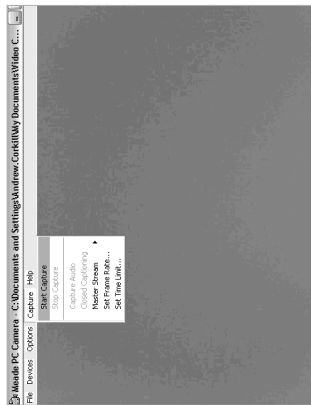 Meade PC Camera - C:\Documents and Settings\Andrew.Corkill\My Documents\Video C...
File Devices Options Capture Help
Start Capture
Stop Capture
Capture Audio
Closed Captioning
Master Stream
Set Frame Rate...
Set Time Limit...